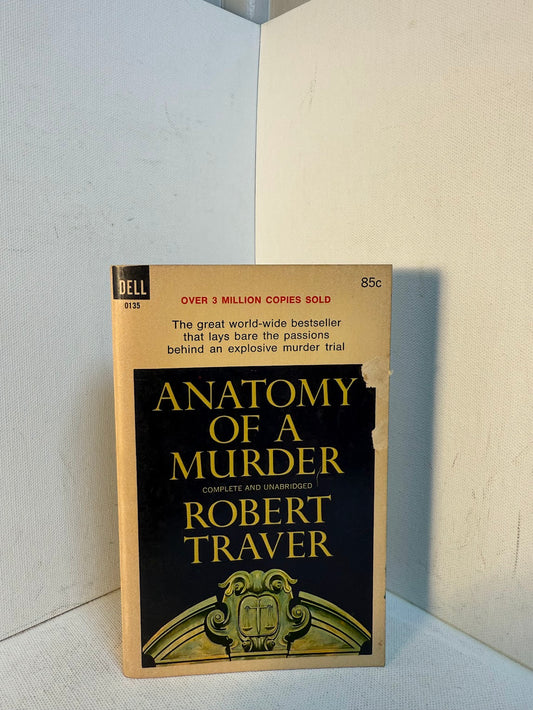 DELL
0135
85c
OVER 3 MILLION COPIES SOLD
The great world-wide bestseller
that lays bare the passions
behind an explosive murder trial
ANATOMY
OF A
MURDER
COMPLETE AND UNABRIDGED
ROBERT
TRAVER